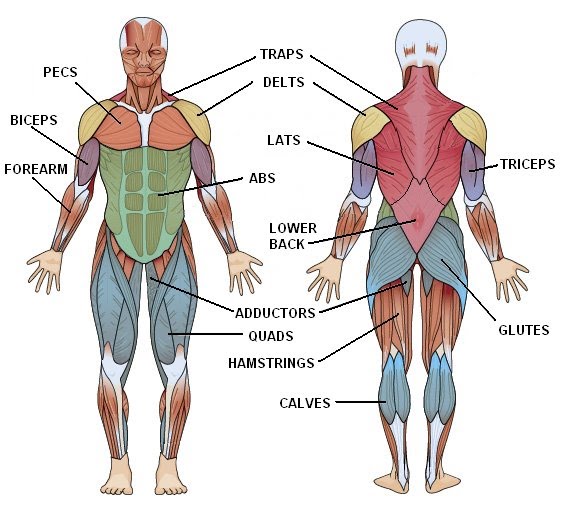 TRAPS
PECS
DELTS
BICEPS
LATS
FOREARM
TRICEPS
ABS
LOWER
BACK
ADDUCTORS
GLUTES
QUADS
HAMSTRINGS
CALVES